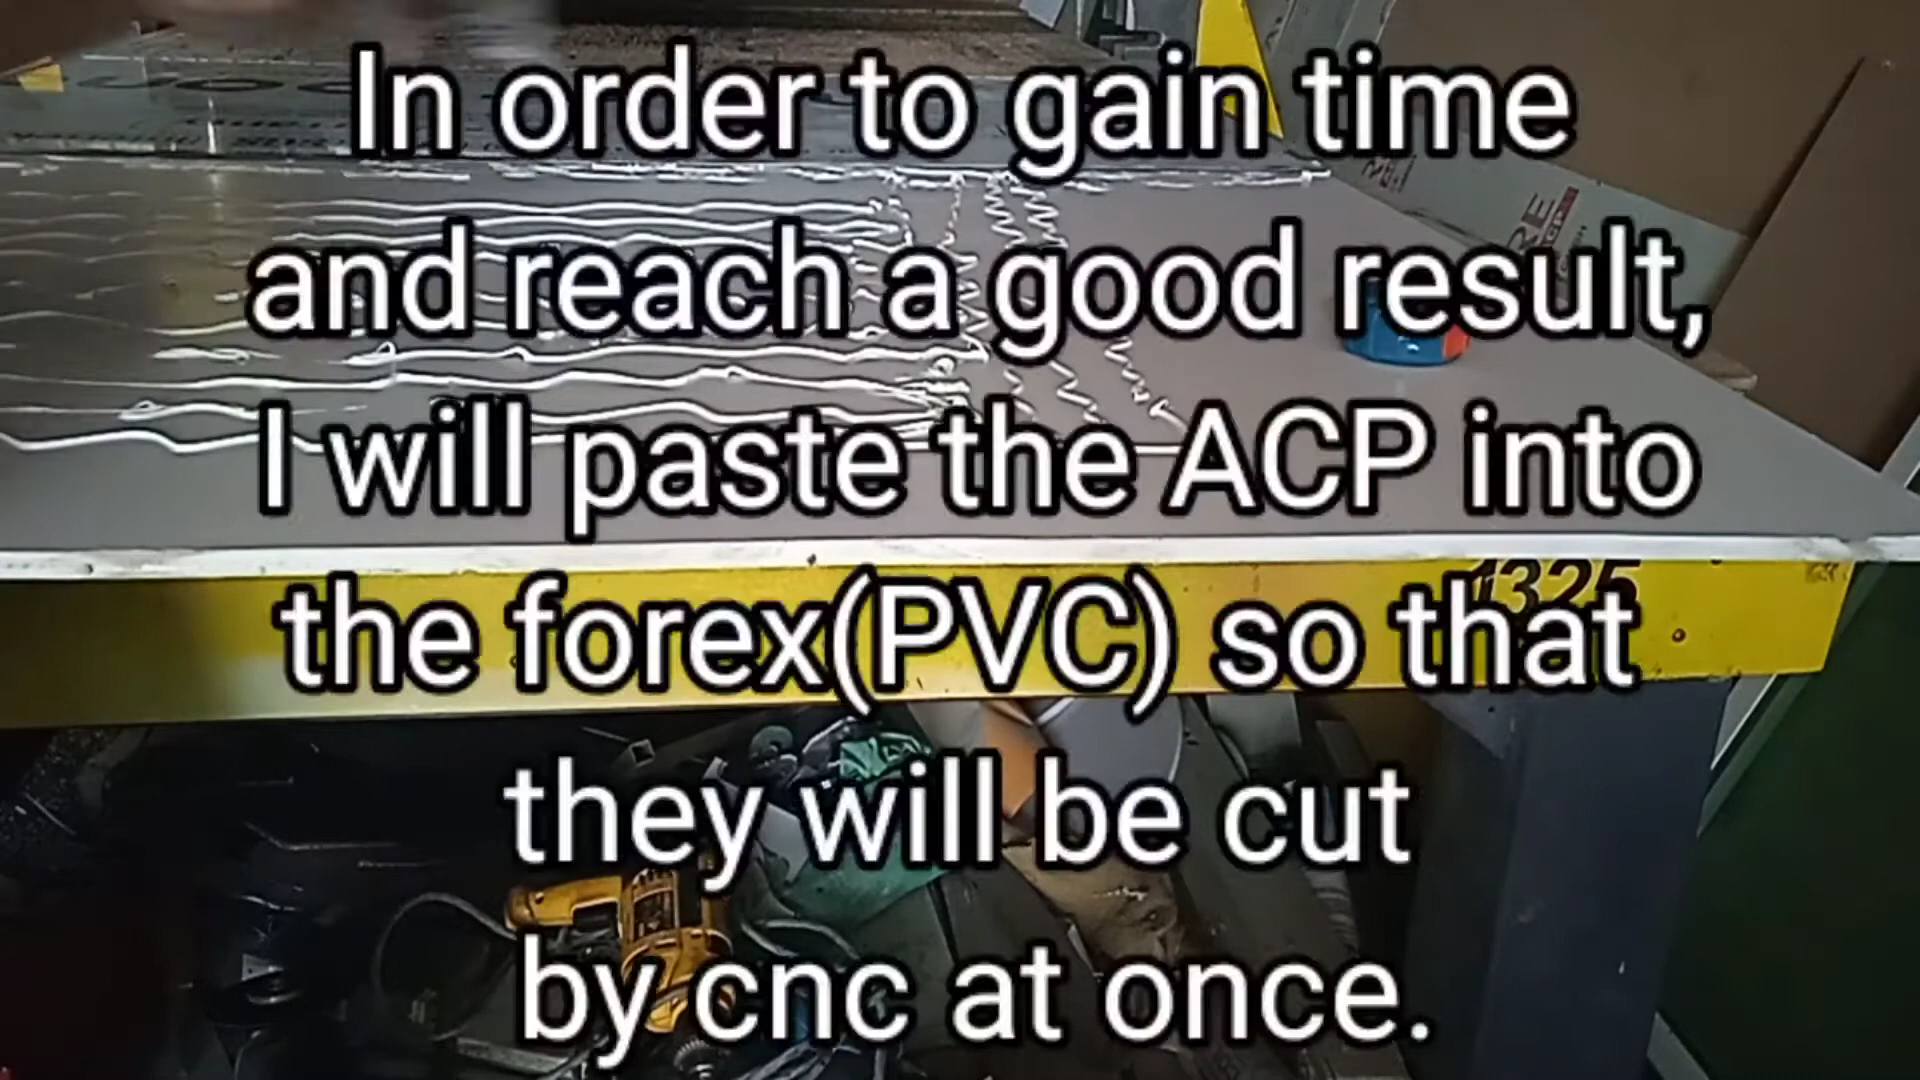 In order to gain time
and reach a good result,
I will paste the ACP into
the forex(PVC) so that
1325
they will be cut
by cnc at once.